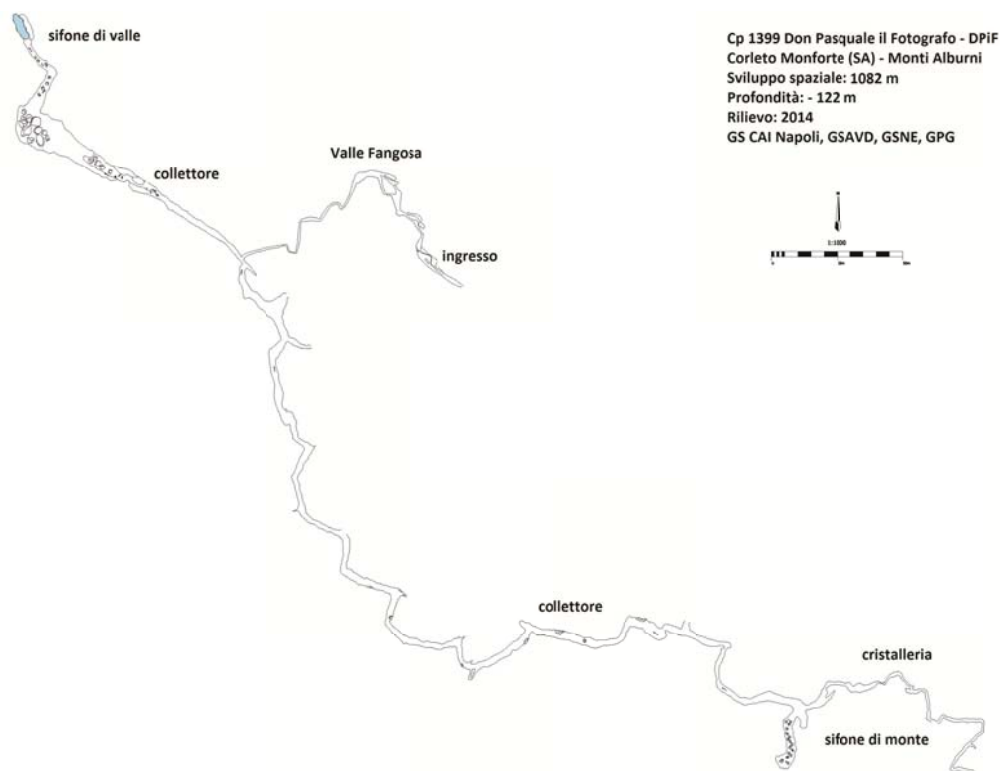 sifone di valle
Cp 1399 Don Pasquale il Fotografo - DPiF
Corleto Monforte (SA) - Monti Alburni
Sviluppo spaziale: 1082 m
Profondità: - 122 m
Rilievo: 2014
GS CAI Napoli, GSAVD, GSNE, GPG
Valle Fangosa
collettore
ingresso
collettore
cristalleria
sifone di monte